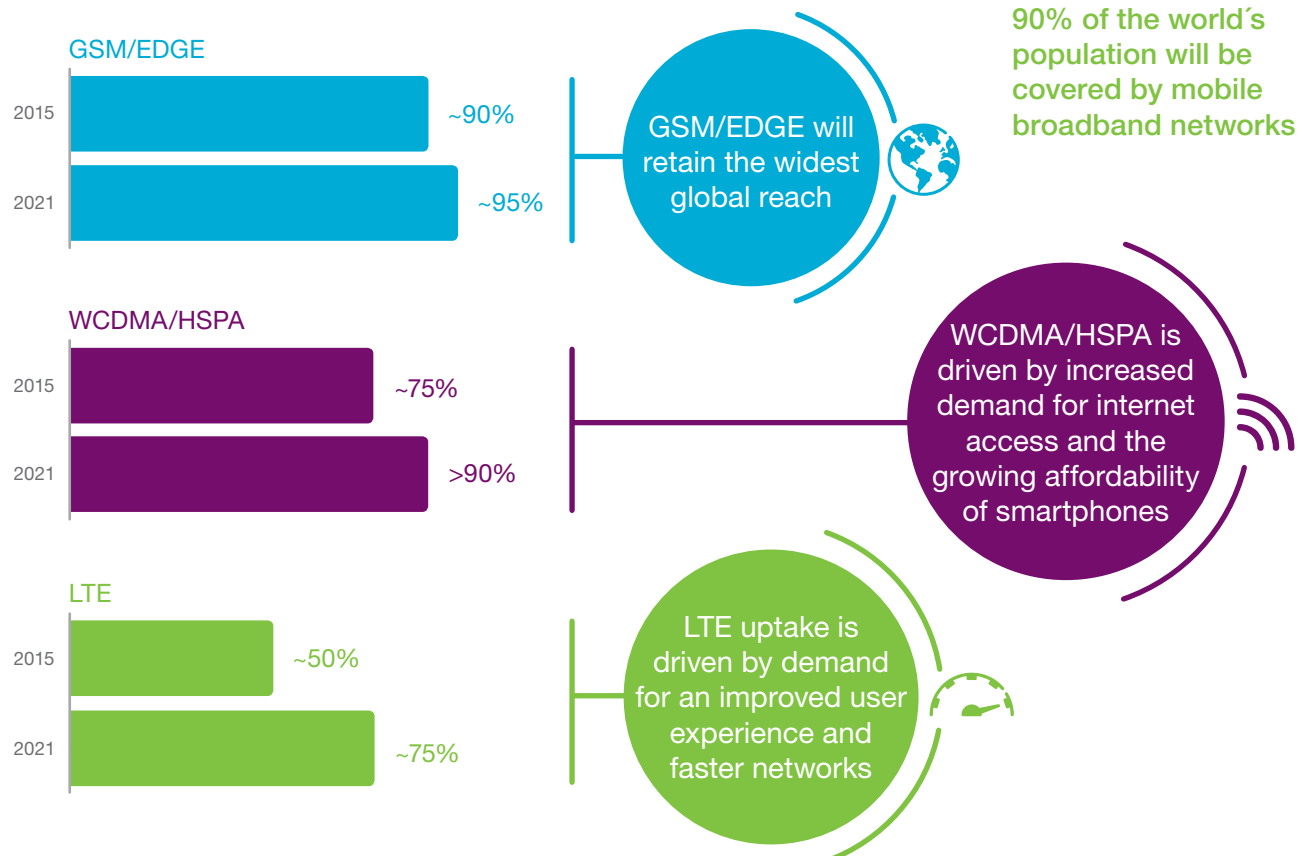 90% of the world´s
population will be
covered by mobile
broadband networks
GSM/EDGE
2015
~90%
2021
~95%
GSM/EDGE will
retain the widest
global reach
WCDMA/HSPA
2015
~75%
2021
>90%
WCDMA/HSPA is
driven by increased
demand for internet
access and the
growing affordability
of smartphones
LTE
2015
~50%
2021
~75%
LTE uptake is
driven by demand
for an improved user
experience and
faster networks